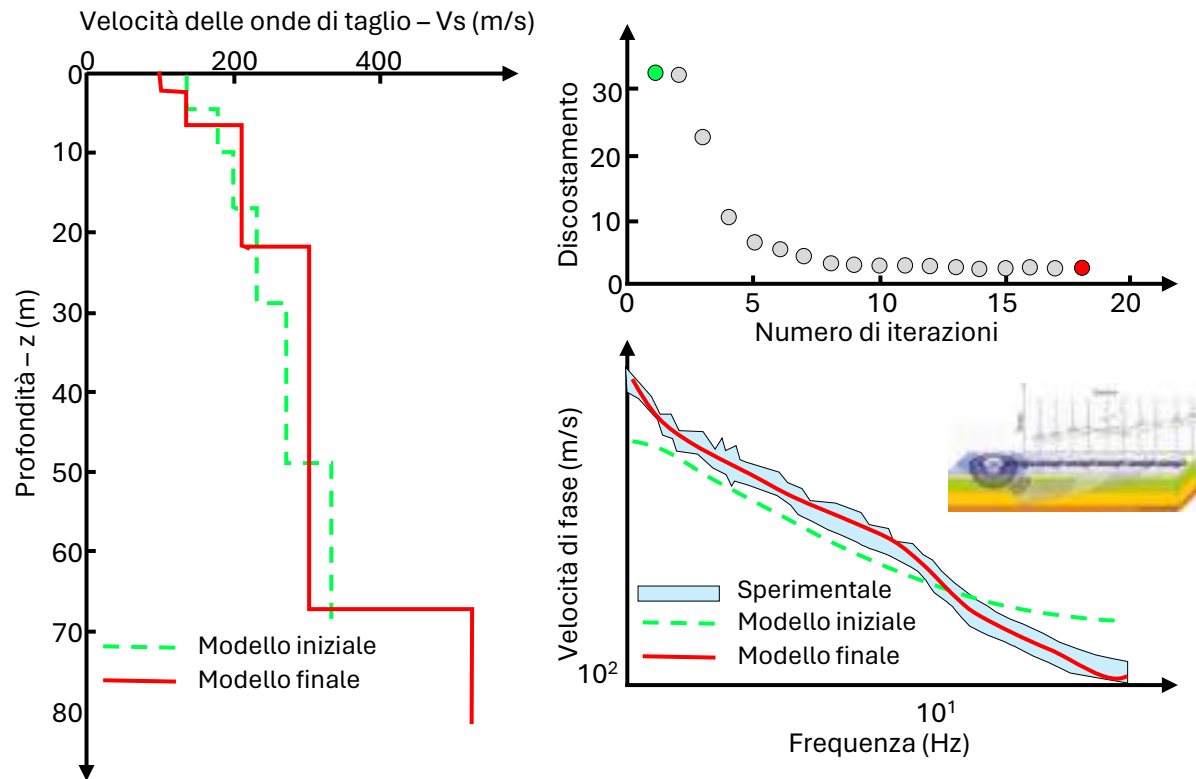 Velocità delle onde di taglio – Vs (m/s)
0
200
400
0
10
20
30
40
50
60
70
80
Profondità – z (m)
Modello iniziale
Modello finale
Discostamento
30
20
10
0
0
5
10
15
20
Numero di iterazioni
Velocità di fase (m/s)
Sperimentale
Modello iniziale
Modello finale
10²
10¹
Frequenza (Hz)